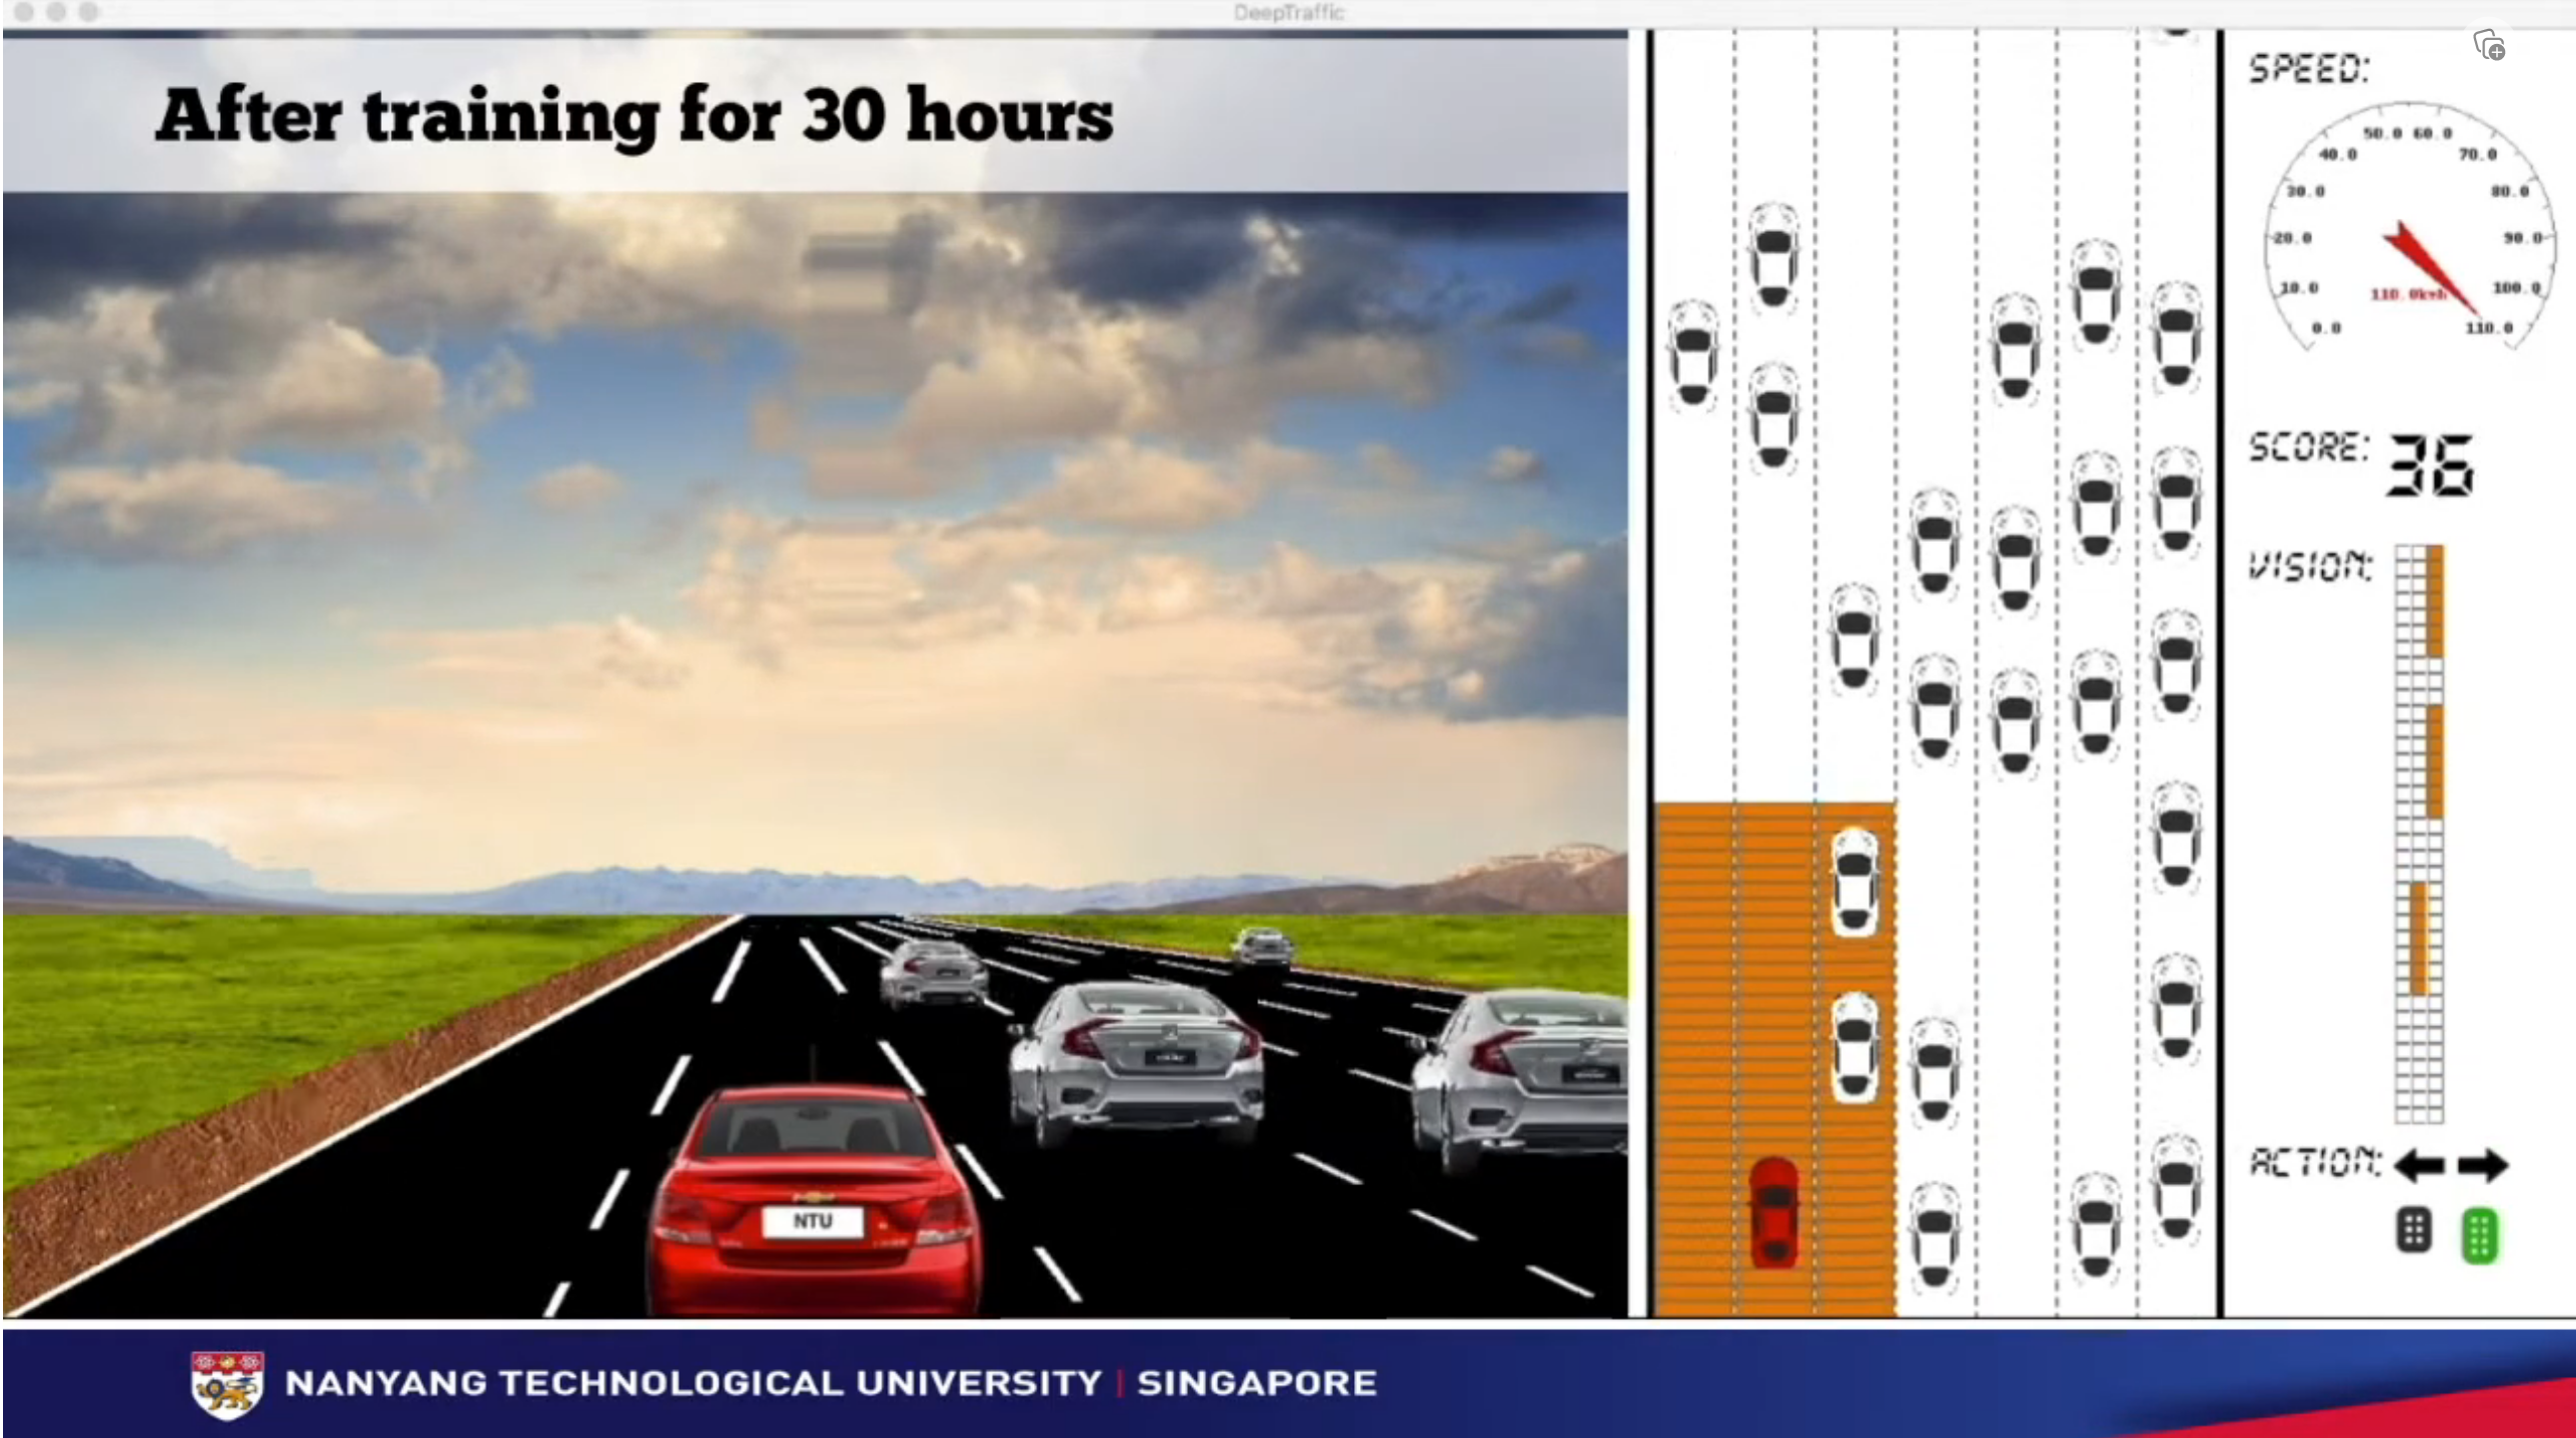 DeepTraffic
After training for 30 hours
NTU
SPEED:
50.0 60.0
40.0 70.0
30.0 80.0
20.0 90.0
10.0 100.0
0.0 110.0
SCORE: 36
VISION:
ACTION:
NANYANG TECHNOLOGICAL UNIVERSITY | SINGAPORE